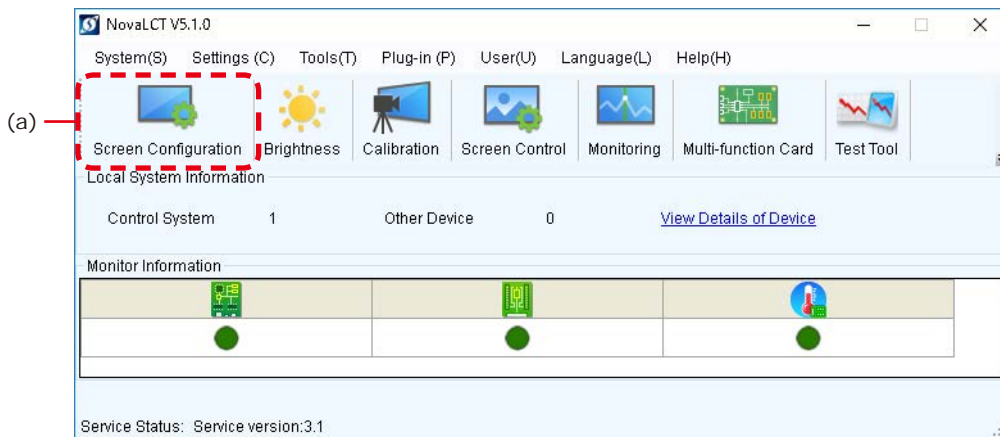 NovaLCT V5.1.0
System(S) Settings (C) Tools(T) Plug-in (P) User(U) Language(L) Help(H)
(a)
Screen Configuration Brightness Calibration Screen Control Monitoring Multi-function Card Test Tool
Local System Information
Control System 1 Other Device 0 View Details of Device
Monitor Information
Service Status: Service version:3.1